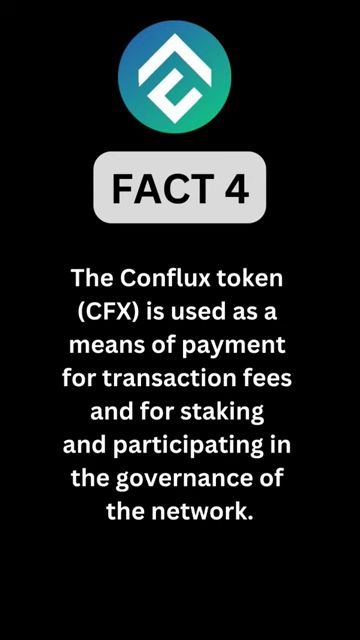 FACT 4
The Conflux token
(CFX) is used as a
means of payment
for transaction fees
and for staking
and participating in
the governance of
the network.